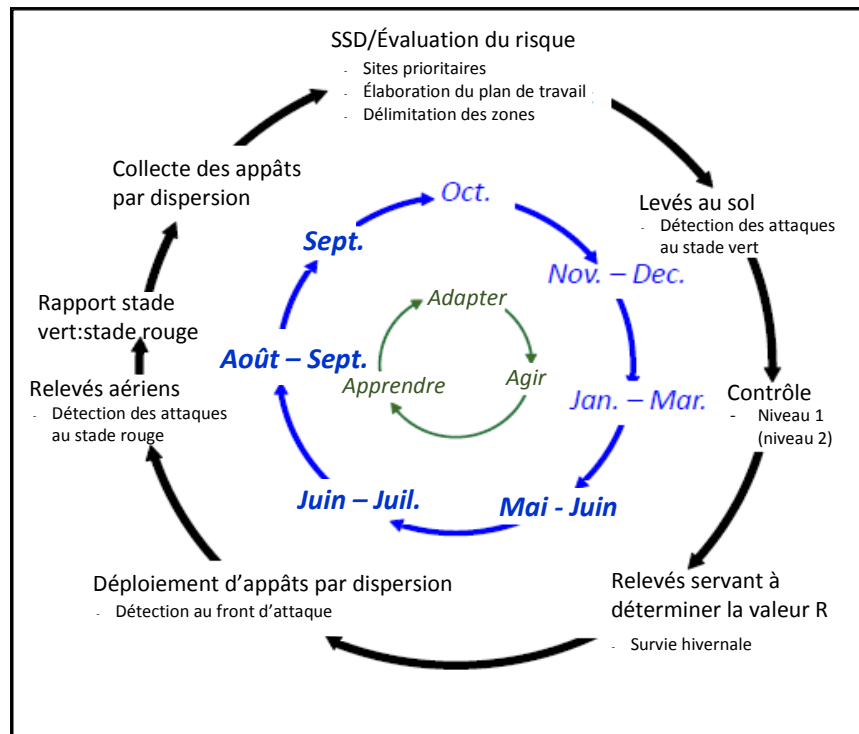 SSD/Évaluation du risque
- Sites prioritaires
- Élaboration du plan de travail
- Délimitation des zones
Collecte des appâts
par dispersion
Levés au sol
- Détection des attaques
au stade vert
Oct.
Sept.
Nov. – Dec.
Rapport stade
vert:stade rouge
Adapter
Août – Sept.
Apprendre
Agir
Relevés aériens
- Détection des attaques
au stade rouge
Jan. – Mar.
Contrôle
- Niveau 1
(niveau 2)
Juin – Juil.
Mai - Juin
Déploiement d’appâts par dispersion
- Détection au front d’attaque
Relevés servant à
déterminer la valeur R
- Survie hivernale